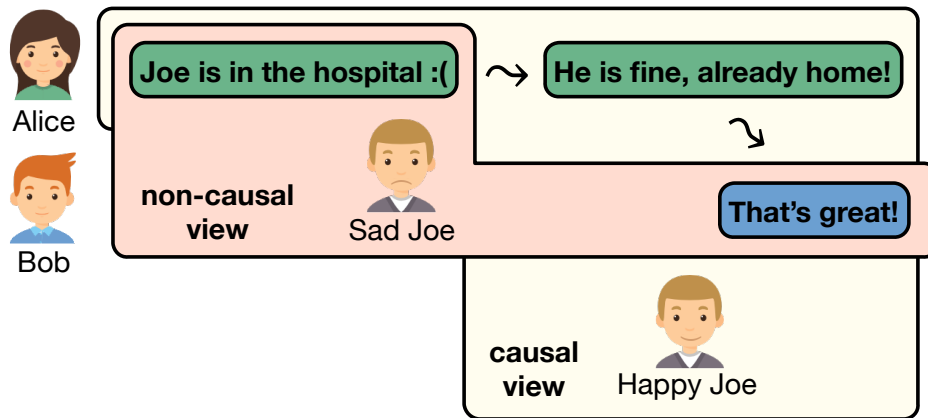 Alice
Joe is in the hospital :(
He is fine, already home!
Bob
non-causal
view
Sad Joe
That's great!
causal
view
Happy Joe